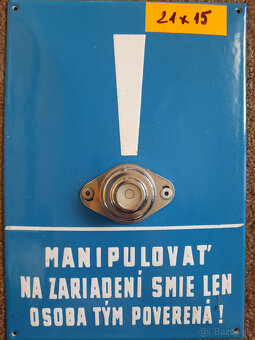 21 x 15
MANIPULOVAŤ
NA ZARIADENÍ SMIE LEN
OSOBA TÝM POVERENÁ!